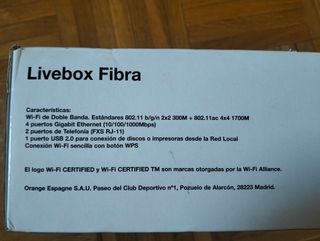 Livebox Fibra
Características:
Wi-Fi de Doble Banda. Estándares 802.11 b/g/n 2x2 300M + 802.11ac 4x4 1700M
4 puertos Gigabit Ethernet (10/100/1000Mbps)
2 puertos de Telefonía (FXS RJ-11)
1 puerto USB 2.0 para conexión de discos o impresoras desde la Red Local
Conexión Wi-Fi sencilla con botón WPS
El logo Wi-Fi CERTIFIED y Wi-Fi CERTIFIED TM son marcas otorgadas por la Wi-Fi Alliance.
Orange Espagne S.A.U. Paseo del Club Deportivo nº1, Pozuelo de Alarcón, 28223 Madrid.